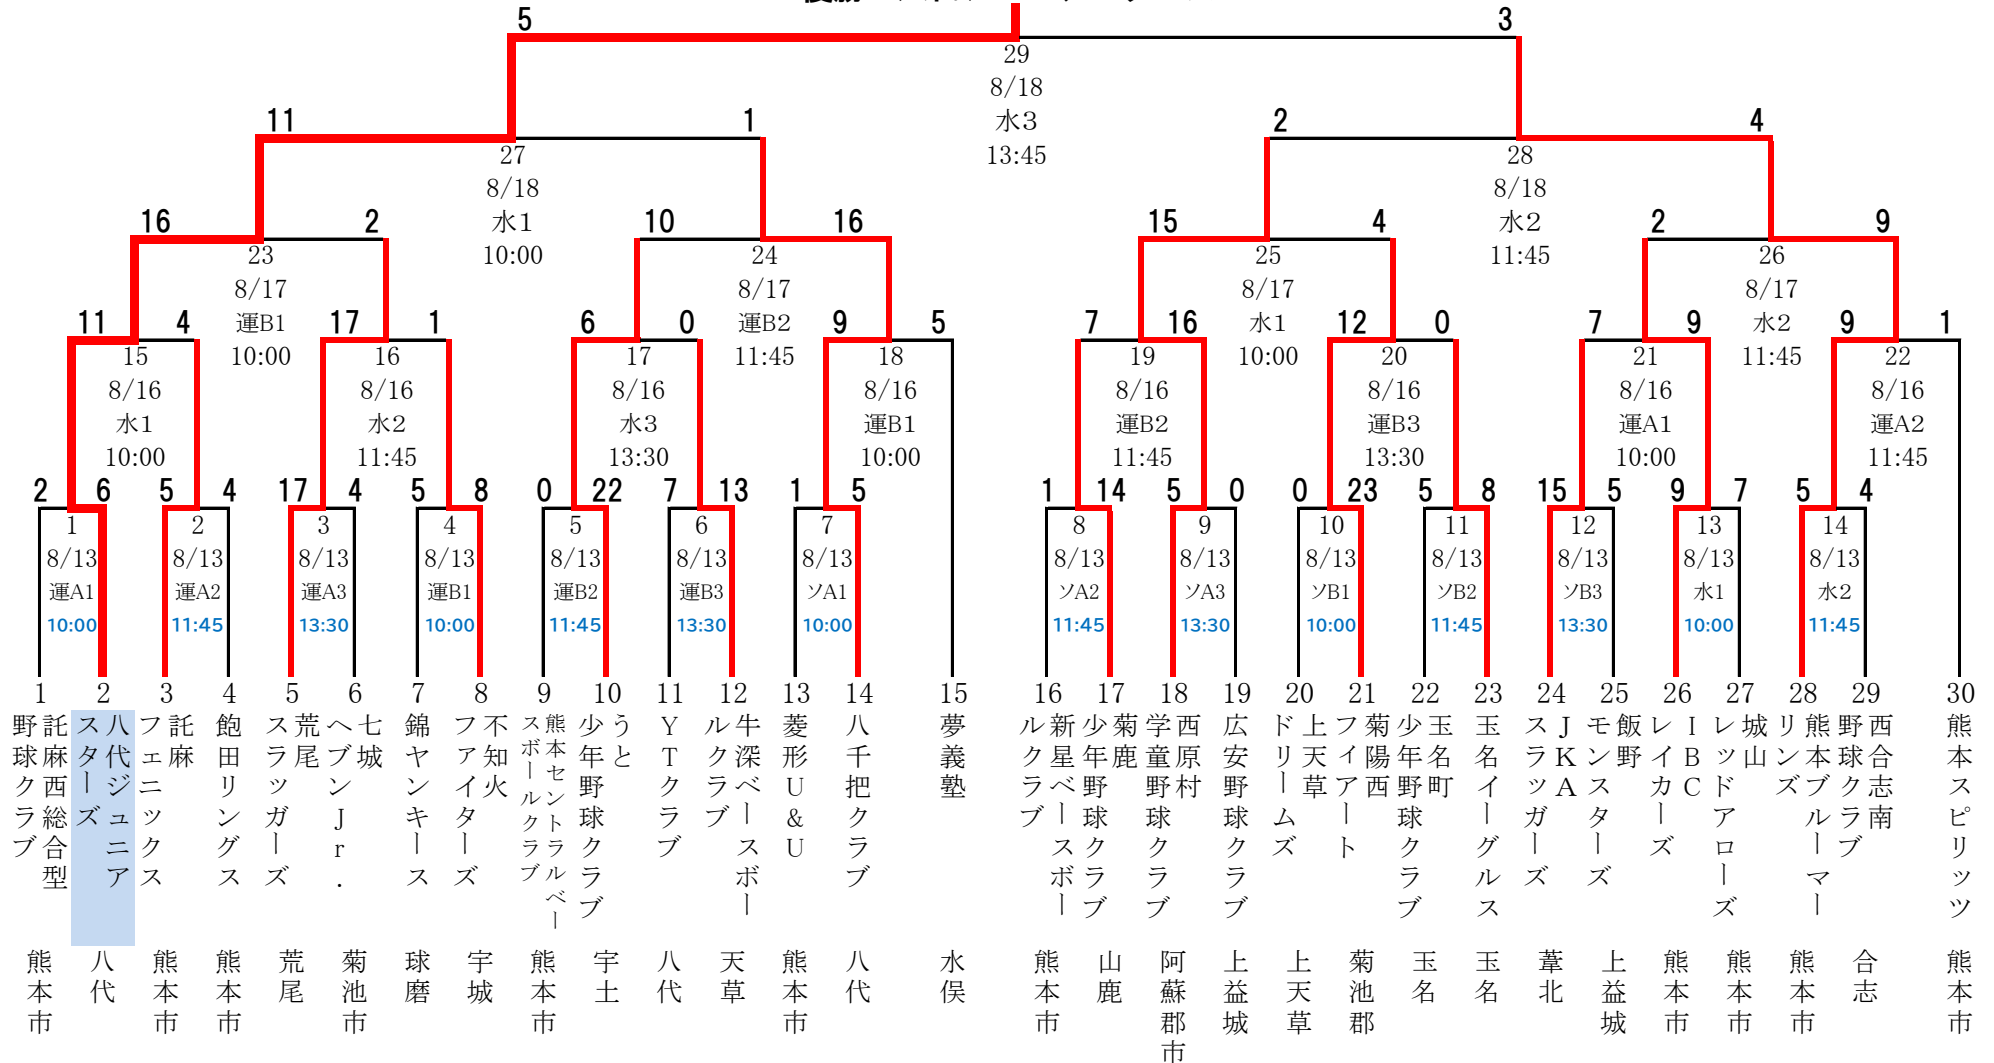 5 3
29
8/18
水3
13:45
11 1
27
8/18
水1
10:00
2 4
28
8/18
水2
11:45
16 2
23
8/17
運B1
10:00
10 16
24
8/17
運B2
11:45
15 4
25
8/17
水1
10:00
2 9
26
8/17
水2
11:45
11 4
15
8/16
水1
10:00
17 1
16
8/16
水2
11:45
6 0
17
8/16
水3
13:30
9 5
18
8/16
運B1
10:00
7 16
19
8/16
運B2
11:45
12 0
20
8/16
運B3
13:30
7 9
21
8/16
運A1
10:00
9 1
22
8/16
運A2
11:45
2 6
1
8/13
運A1
10:00
5 4
2
8/13
運A2
11:45
17 4
3
8/13
運A3
13:30
5 8
4
8/13
運B1
10:00
0 22
5
8/13
運B2
11:45
7 13
6
8/13
運B3
13:30
1 5
7
8/13
ソA1
10:00
1 14
8
8/13
ソA2
11:45
5 0
9
8/13
ソA3
13:30
0 23
10
8/13
ソB1
10:00
5 8
11
8/13
ソB2
11:45
15 5
12
8/13
ソB3
13:30
9 7
13
8/13
水1
10:00
5 4
14
8/13
水2
11:45
1
託麻西総合型
野球クラブ
熊本市
2
八代ジュニア
スターズ
八代
3
託麻
フェニックス
熊本市
4
飽田リングス
熊本市
5
荒尾
スラッガーズ
荒尾
6
七城
ヘブンJr.
菊池市
7
錦ヤンキース
球磨
8
不知火
ファイターズ
宇城
9
熊本セントラルベー
スボールクラブ
熊本市
10
うと
少年野球クラブ
宇土
11
YTクラブ
八代
12
牛深ベースボー
ルクラブ
天草
13
菱形U&U
熊本市
14
八千把クラブ
八代
15
夢義塾
水俣
16
新星ベースボー
ルクラブ
熊本市
17
菊鹿
少年野球クラブ
山鹿
18
西原村
学童野球クラブ
阿蘇郡市
19
広安野球クラブ
上益城
20
上天草
ドリームズ
上天草
21
菊陽西
フィアート
菊池郡
22
玉名町
少年野球クラブ
玉名
23
玉名イーグルス
玉名
24
JKA
スラッガーズ
葦北
25
飯野
モンスターズ
上益城
26
IBC
レイカーズ
熊本市
27
城山
レッドアローズ
熊本市
28
熊本ブルーマー
リンズ
熊本市
29
西合志南
野球クラブ
合志
30
熊本スピリッツ
熊本市